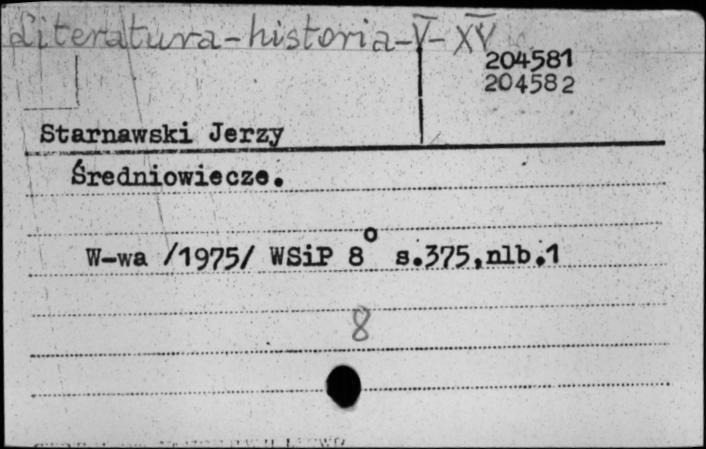 Literatura-historia-V-XV
204581
204582
Starnawski Jerzy
Średniowiecze.
W-wa /1975/ WSiP 8° s.375,nlb.1
8